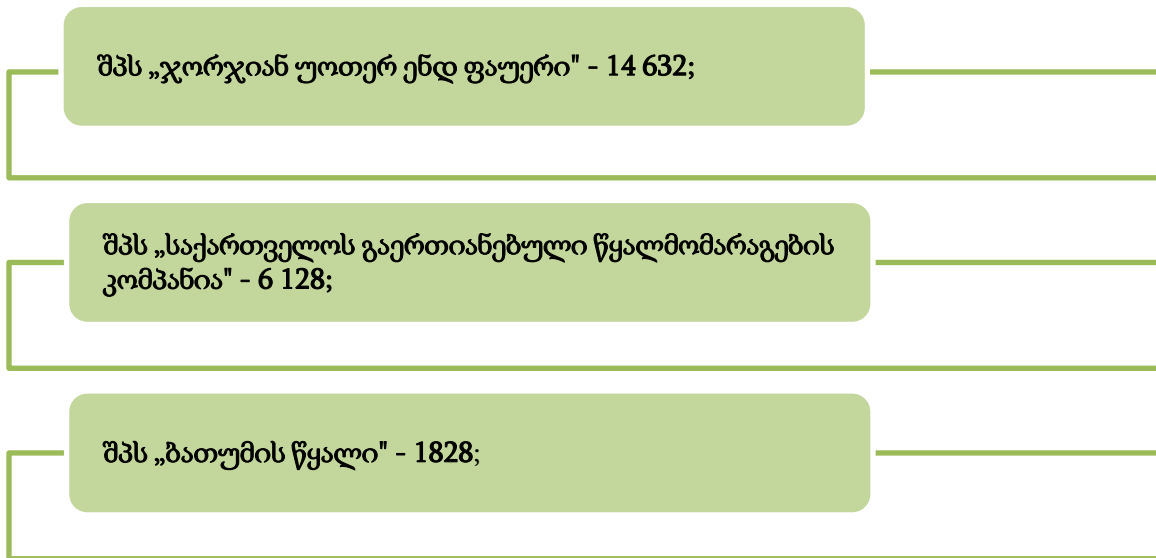 შპს „ჯორჯიან უოთერ ენდ ფაუერი" - 14 632;
შპს „საქართველოს გაერთიანებული წყალმომარაგების
კომპანია" - 6 128;
შპს „ბათუმის წყალი" - 1828;